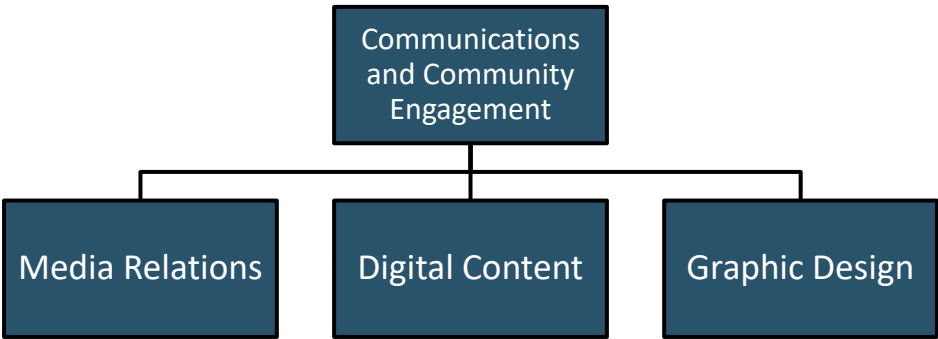 Communications
and Community
Engagement
Media Relations
Digital Content
Graphic Design